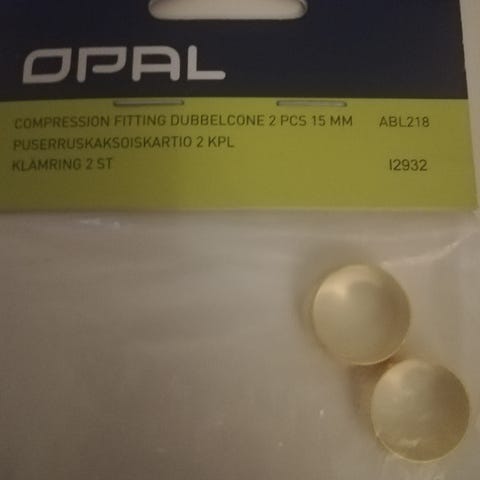 OPAL
COMPRESSION FITTING DUBBELCONE 2 PCS 15 MM ABL218
PUSERRUSKAKSOISKARTIO 2 KPL
KLÄMRING 2 ST I2932